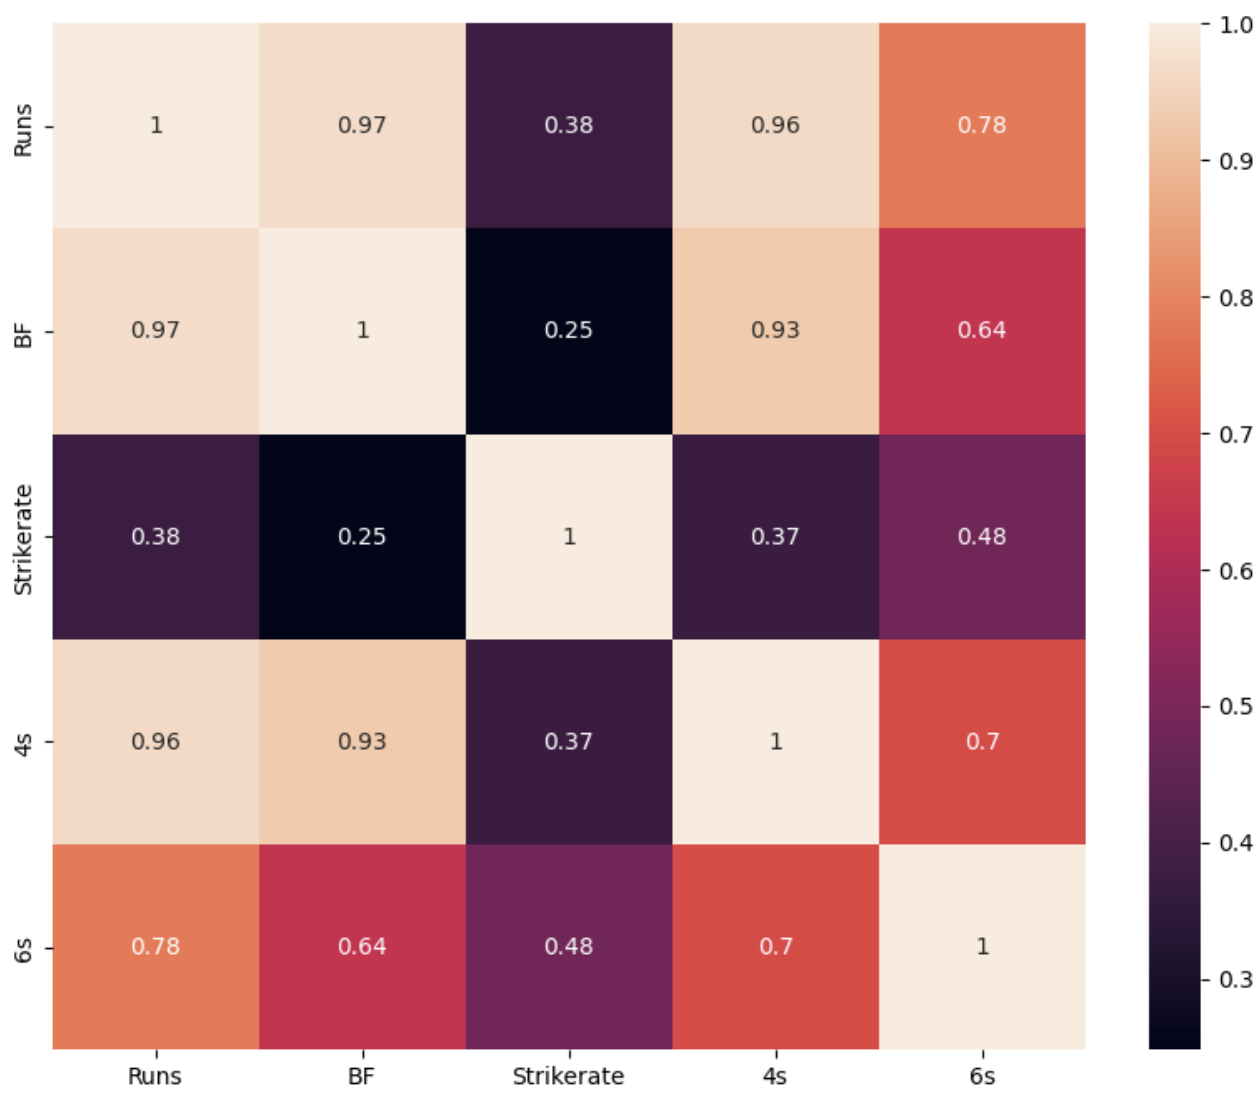 Runs 1 0.97 0.38 0.96 0.78
BF 0.97 1 0.25 0.93 0.64
Strikerate 0.38 0.25 1 0.37 0.48
4s 0.96 0.93 0.37 1 0.7
6s 0.78 0.64 0.48 0.7 1
Runs BF Strikerate 4s 6s
1.0
0.9
0.8
0.7
0.6
0.5
0.4
0.3